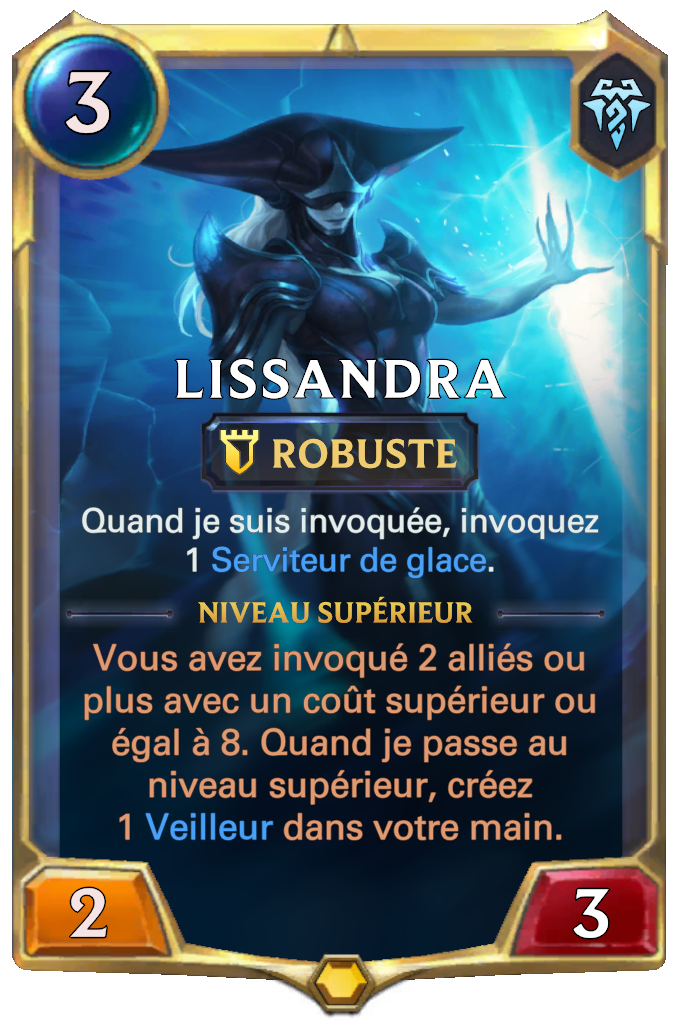 3
LISSANDRA
ROBUSTE
Quand je suis invoquée, invoquez
1 Serviteur de glace.
NIVEAU SUPÉRIEUR
Vous avez invoqué 2 alliés ou
plus avec un coût supérieur ou
égal à 8. Quand je passe au
niveau supérieur, créez
1 Veilleur dans votre main.
2
3